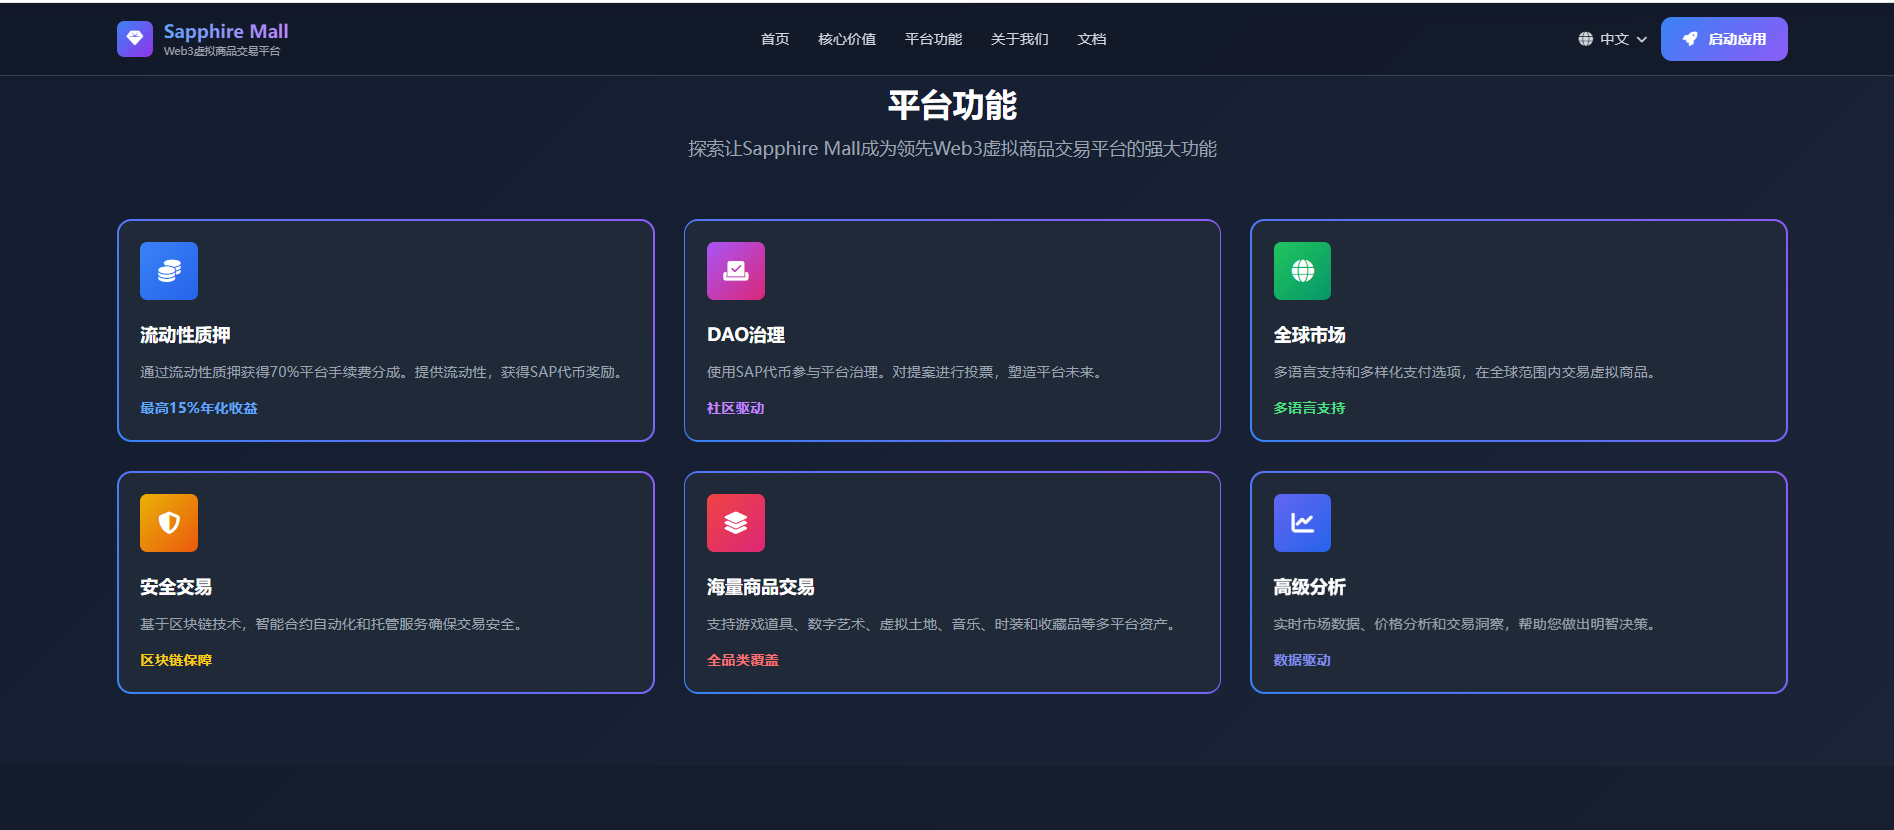 Sapphire Mall
Web3虚拟商品交易平台
首页
核心价值
平台功能
关于我们
文档
中文
启动应用
平台功能
探索让Sapphire Mall成为领先Web3虚拟商品交易平台的强大功能
流动性质押
通过流动性质押获得70%平台手续费分成。提供流动性，获得SAP代币奖励。
最高15%年化收益
DAO治理
使用SAP代币参与平台治理。对提案进行投票，塑造平台未来。
社区驱动
全球市场
多语言支持和多样化支付选项，在全球范围内交易虚拟商品。
多语言支持
安全交易
基于区块链技术，智能合约自动化和托管服务确保交易安全。
区块链保障
海量商品交易
支持游戏道具、数字艺术、虚拟土地、音乐、时装和收藏品等多平台资产。
全品类覆盖
高级分析
实时市场数据、价格分析和交易洞察，帮助您做出明智决策。
数据驱动